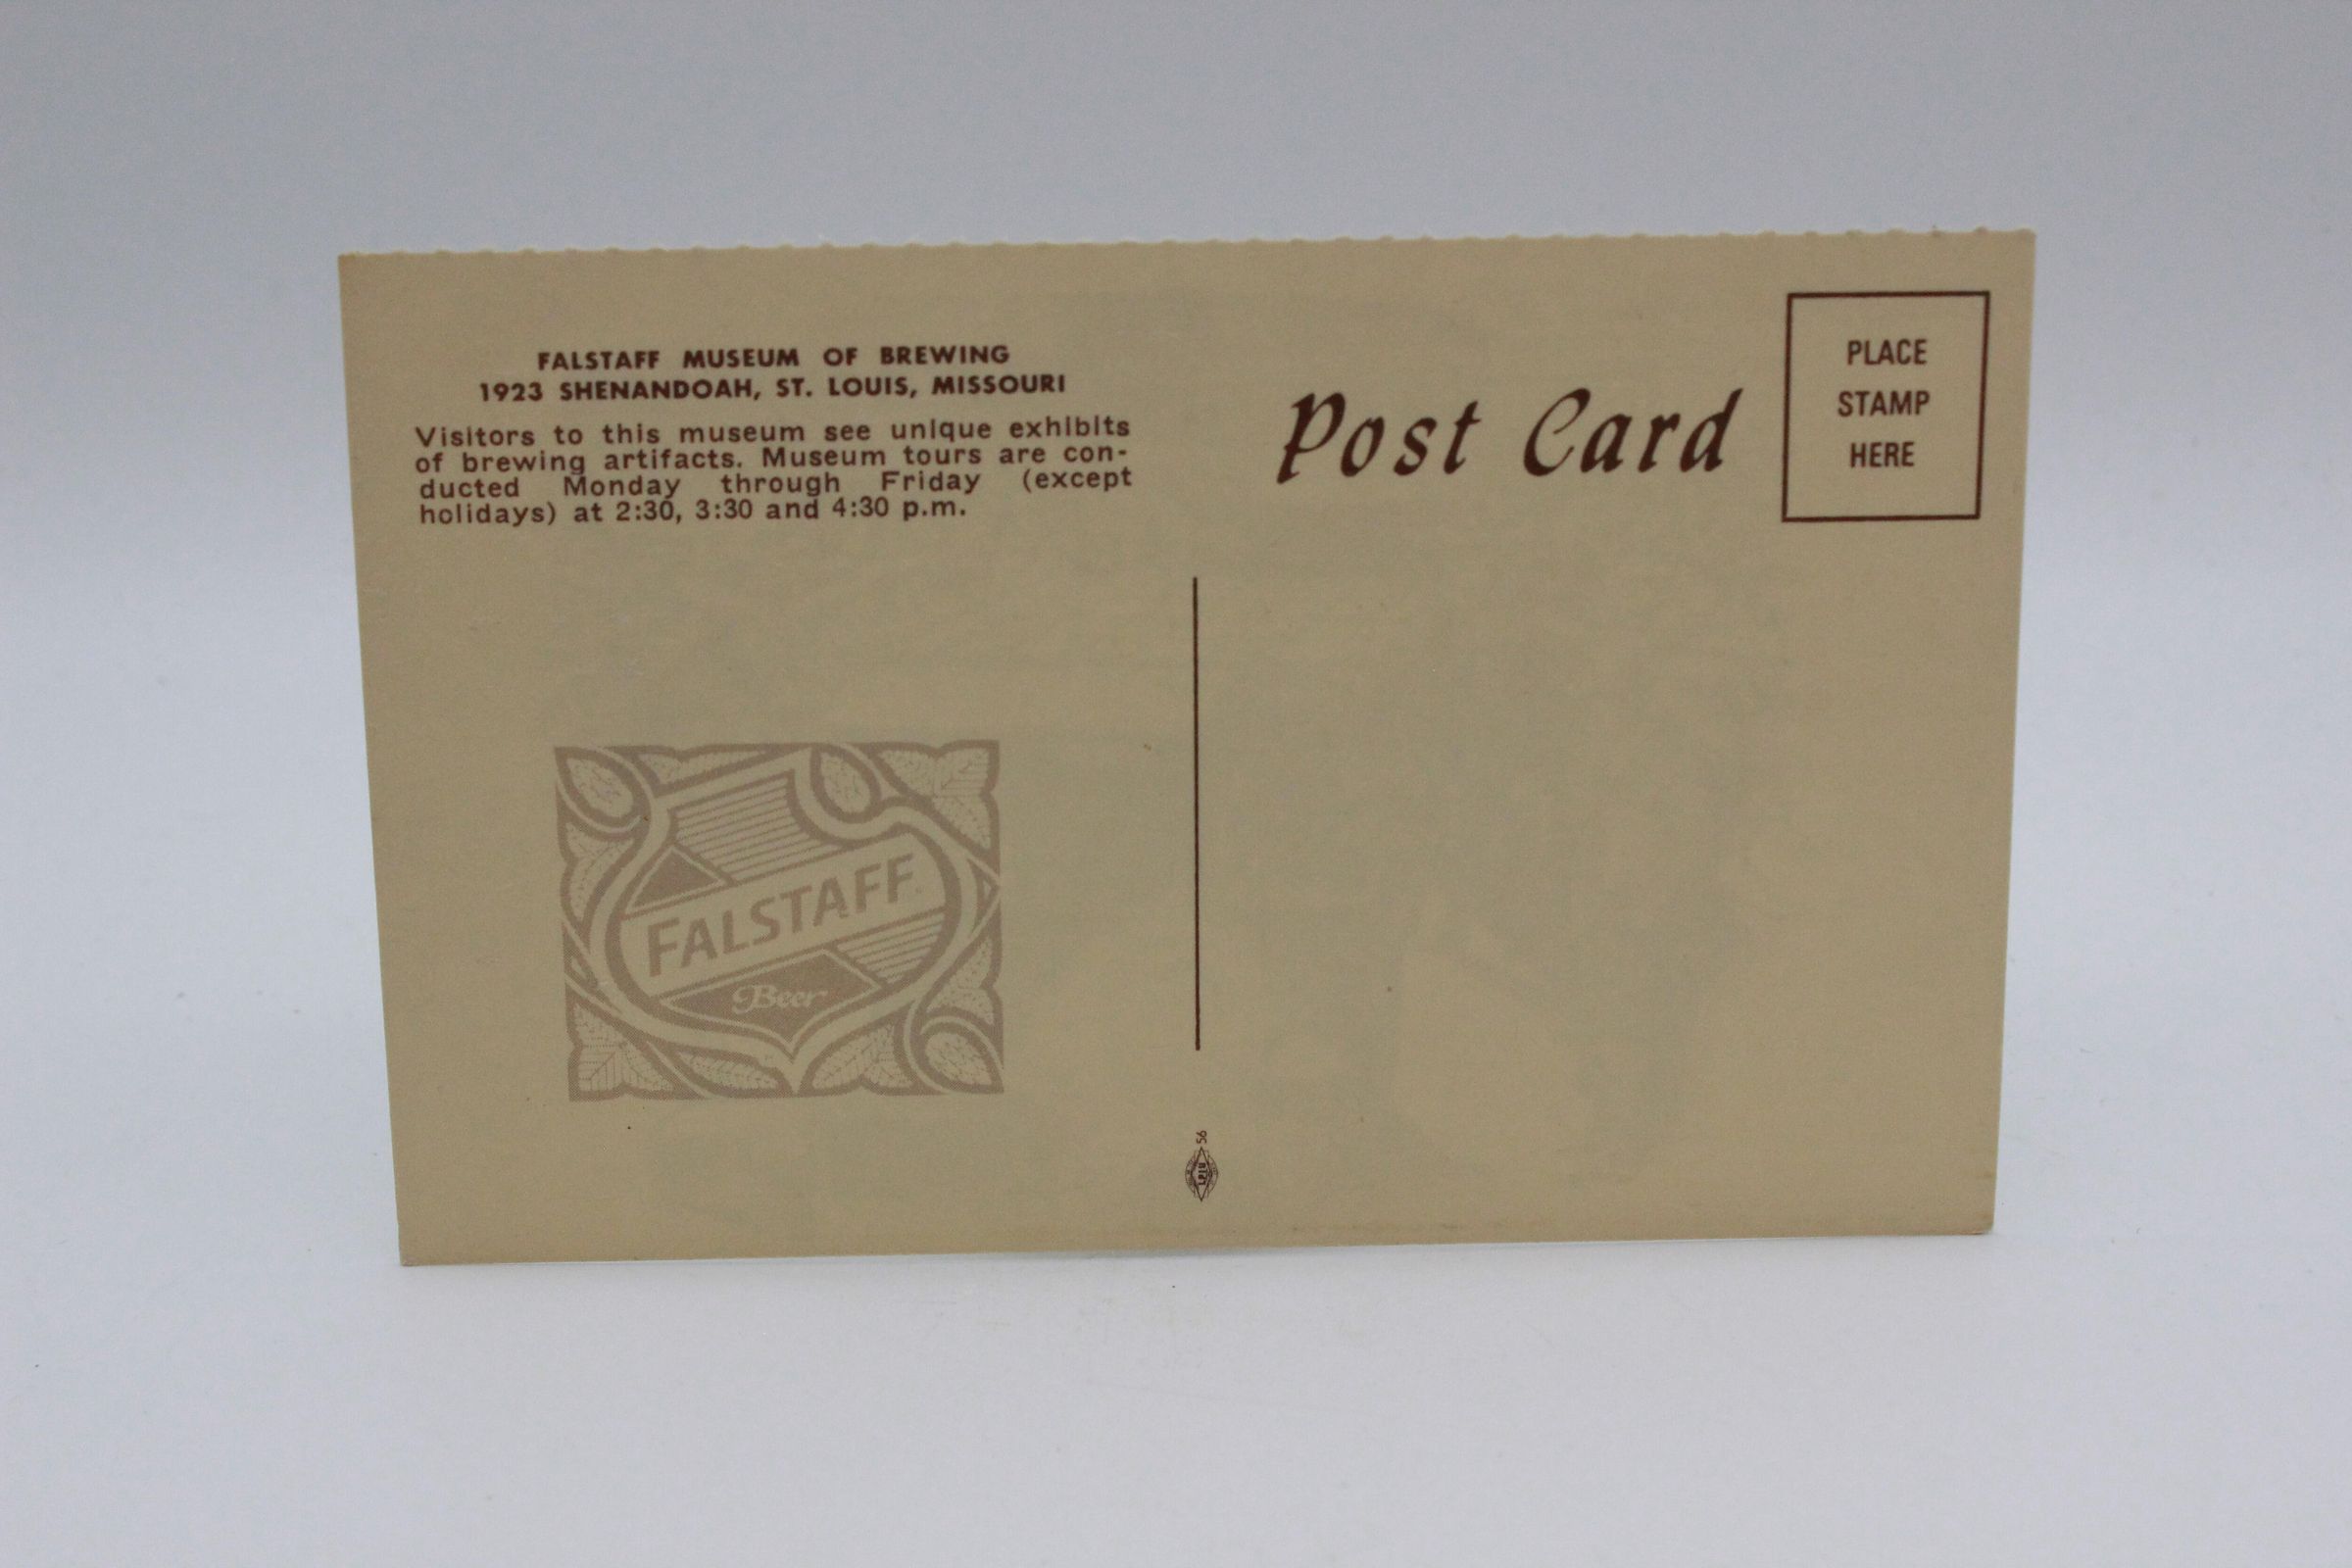 FALSTAFF MUSEUM OF BREWING
1923 SHENANDOAH, ST. LOUIS, MISSOURI
Visitors to this museum see unique exhibits
of brewing artifacts. Museum tours are con-
ducted Monday through Friday (except
holidays) at 2:30, 3:30 and 4:30 p.m.
Post Card
PLACE
STAMP
HERE
FALSTAFF
Beer
56